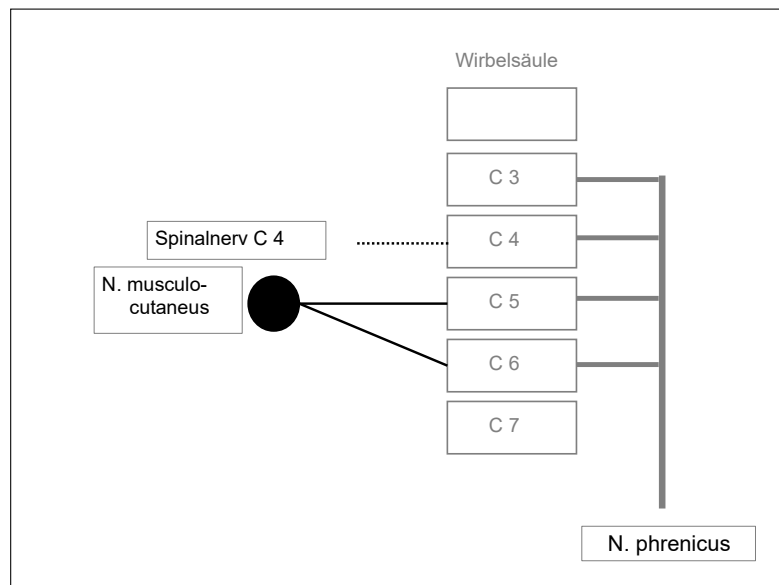 Wirbelsäule
C 3
Spinalnerv C 4
C 4
N. musculo-
cutaneus
C 5
C 6
C 7
N. phrenicus